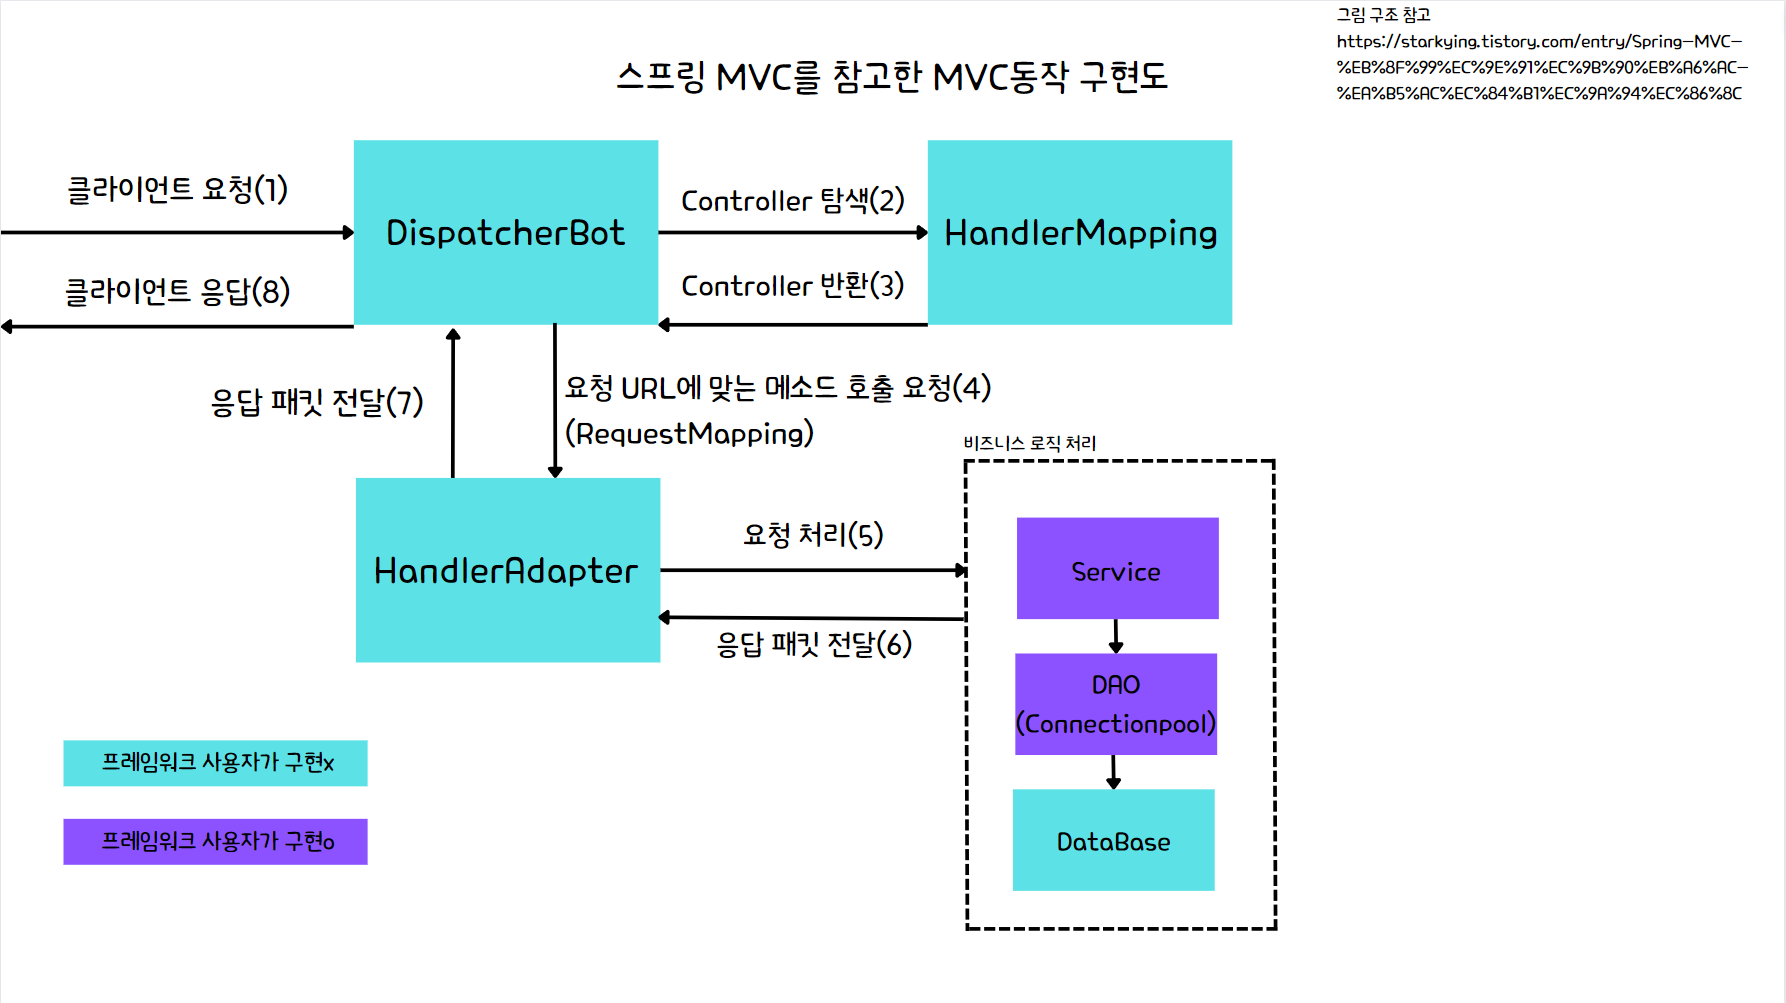 그림 구조 참고
https://starkying.tistory.com/entry/Spring-MVC-
%EB%8F%99%EC%9E%91%EC%9B%90%EB%A6%AC-
%EA%B5%AC%EC%84%B1%EC%9A%94%EC%86%8C
스프링 MVC를 참고한 MVC동작 구현도
클라이언트 요청(1)
DispatcherBot
Controller 탐색(2)
HandlerMapping
클라이언트 응답(8)
Controller 반환(3)
응답 패킷 전달(7)
요청 URL에 맞는 메소드 호출 요청(4)
(RequestMapping)
비즈니스 로직 처리
HandlerAdapter
요청 처리(5)
응답 패킷 전달(6)
Service
DAO
(Connectionpool)
DataBase
프레임워크 사용자가 구현x
프레임워크 사용자가 구현o